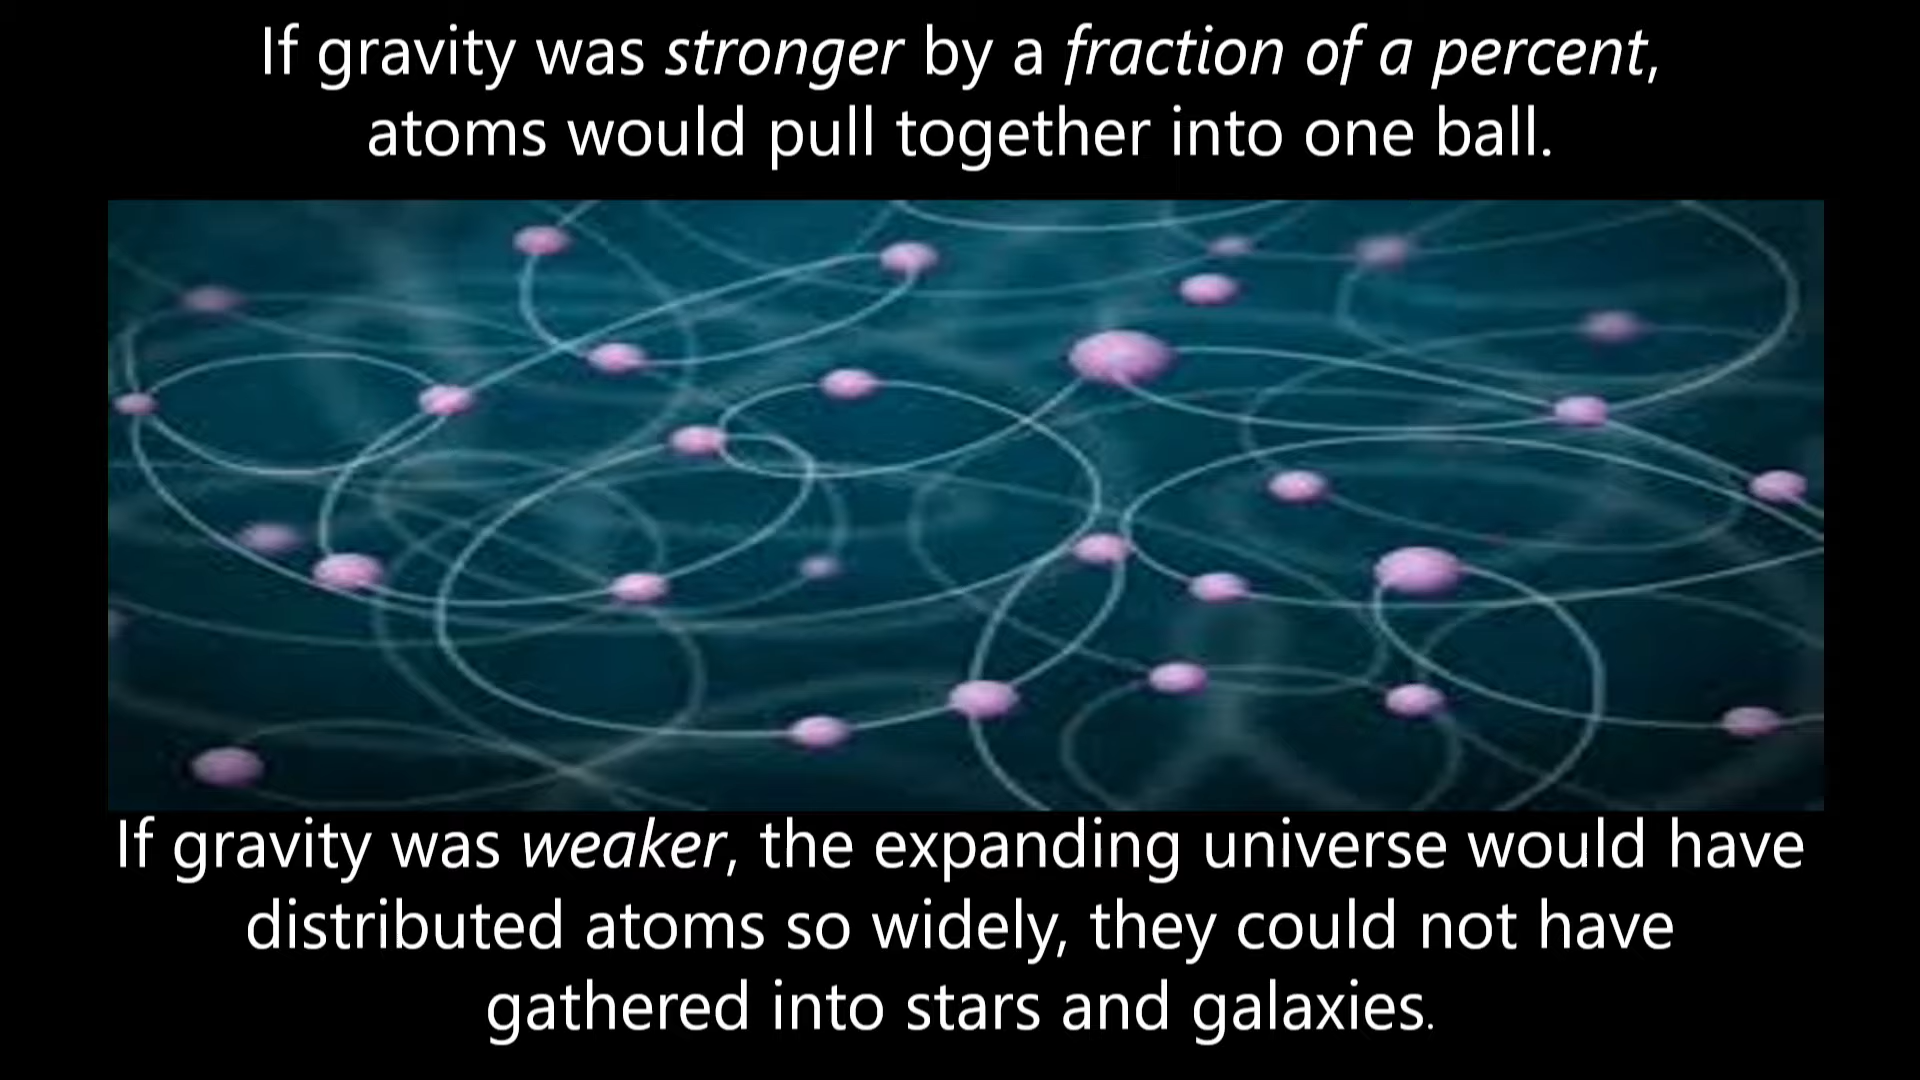 If gravity was stronger by a fraction of a percent,
atoms would pull together into one ball.
If gravity was weaker, the expanding universe would have
distributed atoms so widely, they could not have
gathered into stars and galaxies.